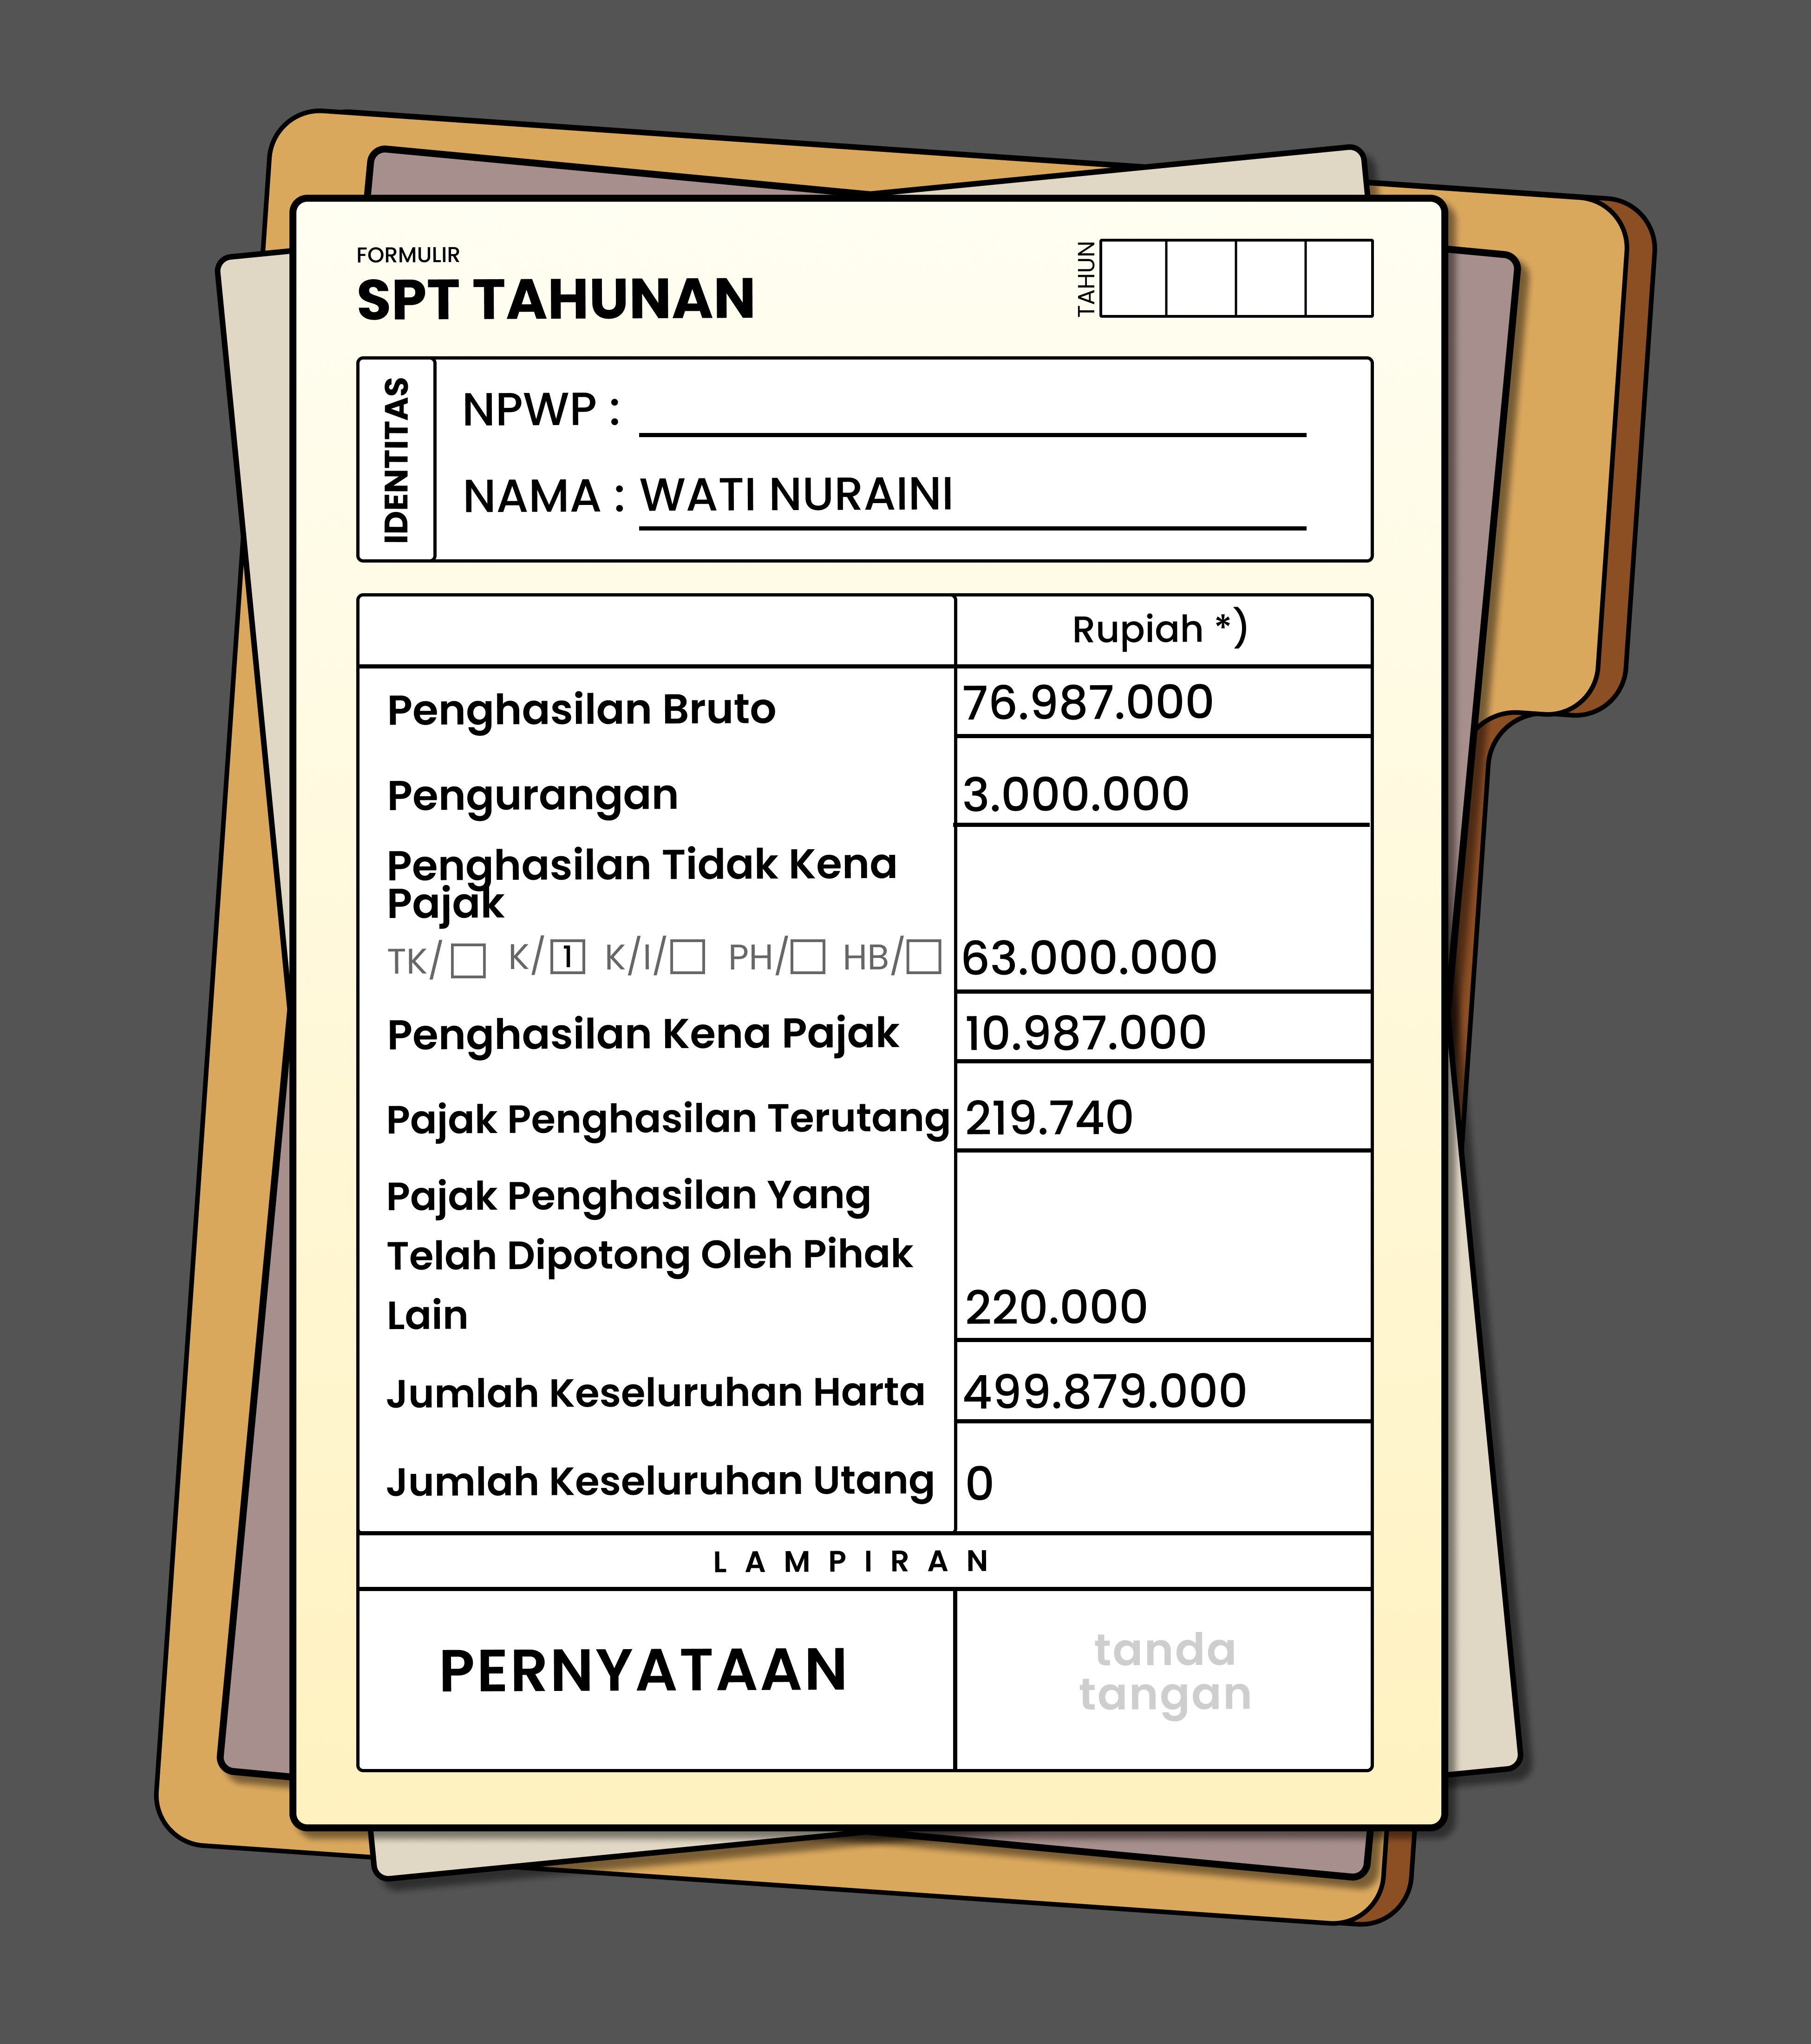 FORMULIR
SPT TAHUNAN
TAHUN
IDENTITAS
NPWP :
NAMA : WATI NURAINI
Rupiah *)
Penghasilan Bruto 76.987.000
Pengurangan 3.000.000
Penghasilan Tidak Kena
Pajak
TK/ K/ 1 K/I/ PH/ HB/ 63.000.000
Penghasilan Kena Pajak 10.987.000
Pajak Penghasilan Terutang 219.740
Pajak Penghasilan Yang
Telah Dipotong Oleh Pihak
Lain 220.000
Jumlah Keseluruhan Harta 499.879.000
Jumlah Keseluruhan Utang 0
LAMPIRAN
PERNYATAAN
tanda
tangan